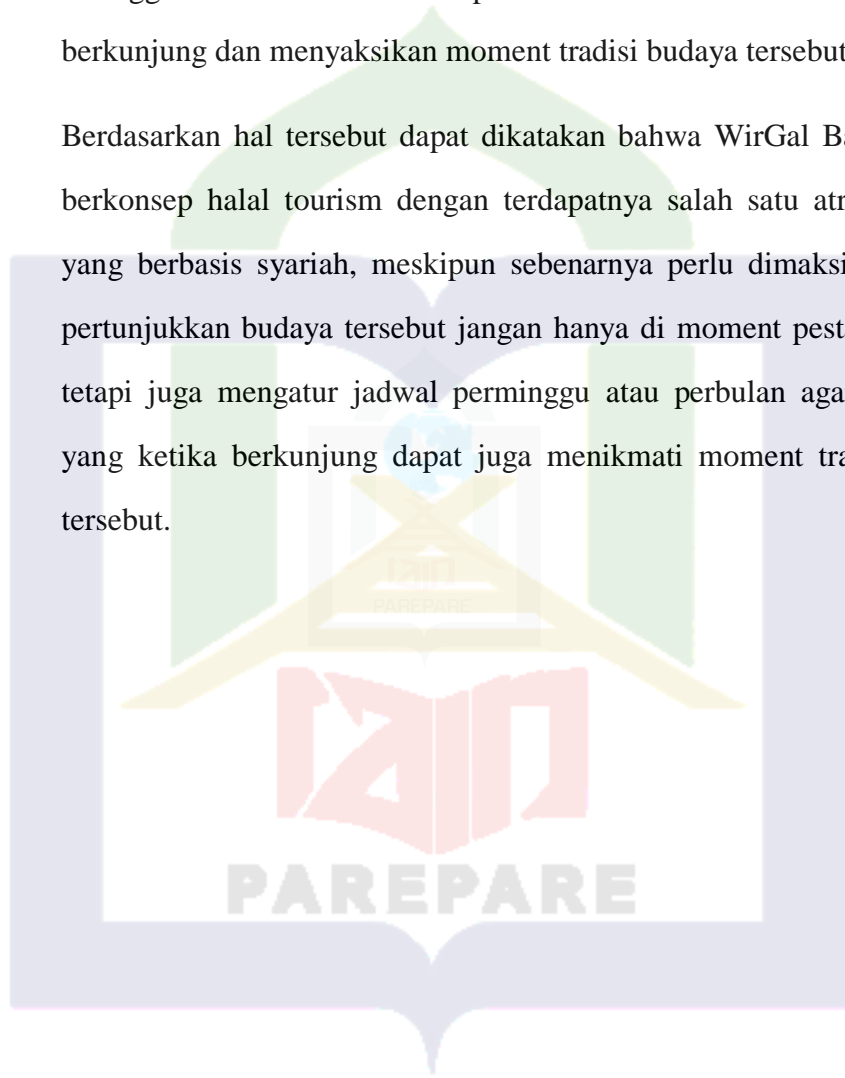 berkunjung dan menyaksikan moment tradisi budaya tersebut
Berdasarkan hal tersebut dapat dikatakan bahwa WirGal
berkonsep halal tourism dengan terdapatnya salah satu
yang berbasis syariah, meskipun sebenarnya perlu
pertunjukkan budaya tersebut jangan hanya di moment
tetapi juga mengatur jadwal perminggu atau perbulan
yang ketika berkunjung dapat juga menikmati moment
tersebut.
PAREPARE
PAREPARE